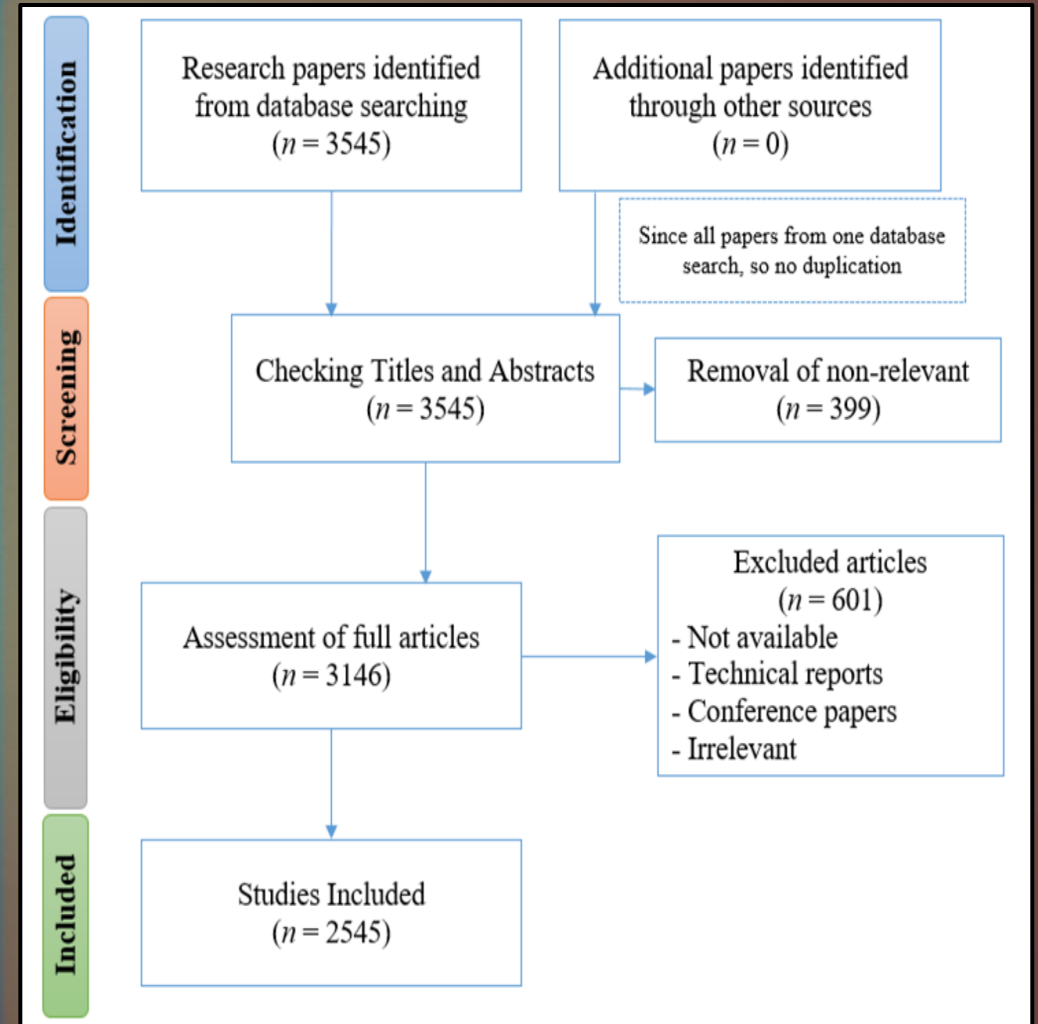 Identification
Research papers identified
from database searching
(n = 3545)
Additional papers identified
through other sources
(n = 0)
Since all papers from one database
search, so no duplication
Screening
Checking Titles and Abstracts
(n = 3545)
Removal of non-relevant
(n = 399)
Eligibility
Assessment of full articles
(n = 3146)
Excluded articles
(n = 601)
- Not available
- Technical reports
- Conference papers
- Irrelevant
Included
Studies Included
(n = 2545)